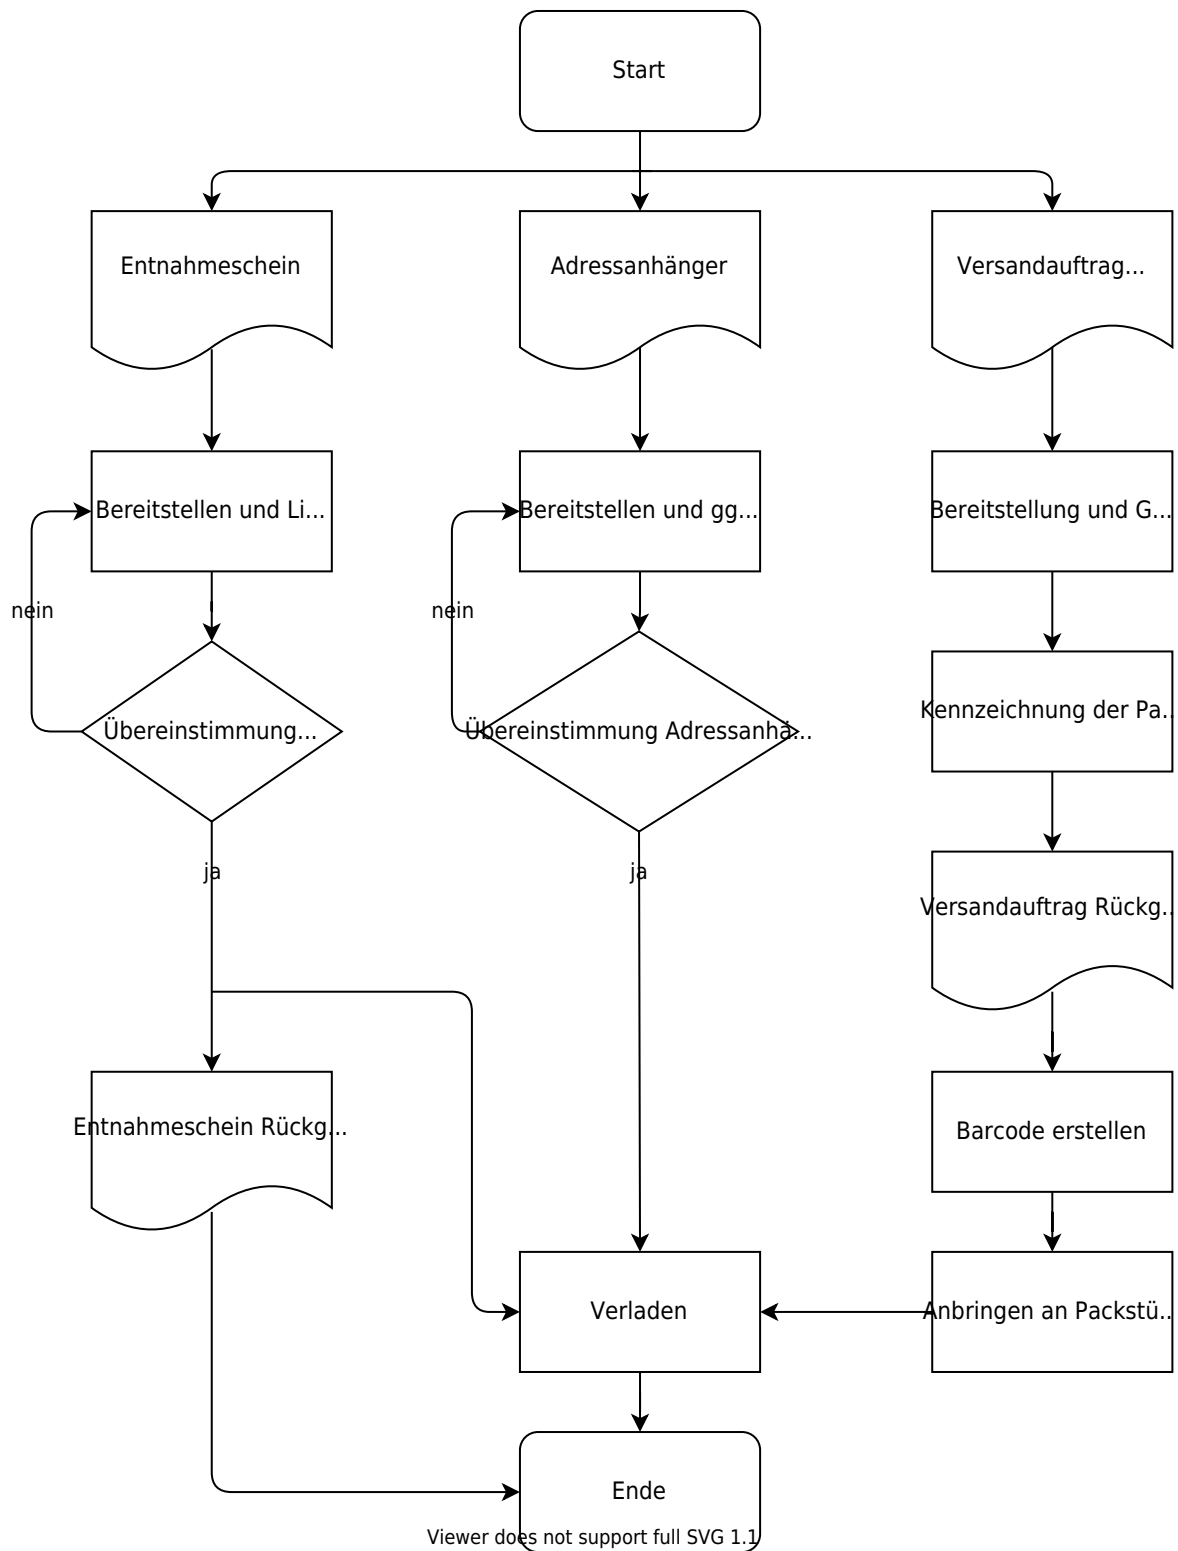 Start
Entnahmeschein
Adressanhänger
Versandauftrag...
Bereitstellen und Li...
Bereitstellen und gg...
Bereitstellung und G...
nein
nein
Übereinstimmung...
Übereinstimmung Adressanhä...
Kennzeichnung der Pa...
ja
ja
Versandauftrag Rückg...
Entnahmeschein Rückg...
Barcode erstellen
Verladen
Anbringen an Packstü...
Ende
Viewer does not support full SVG 1.1